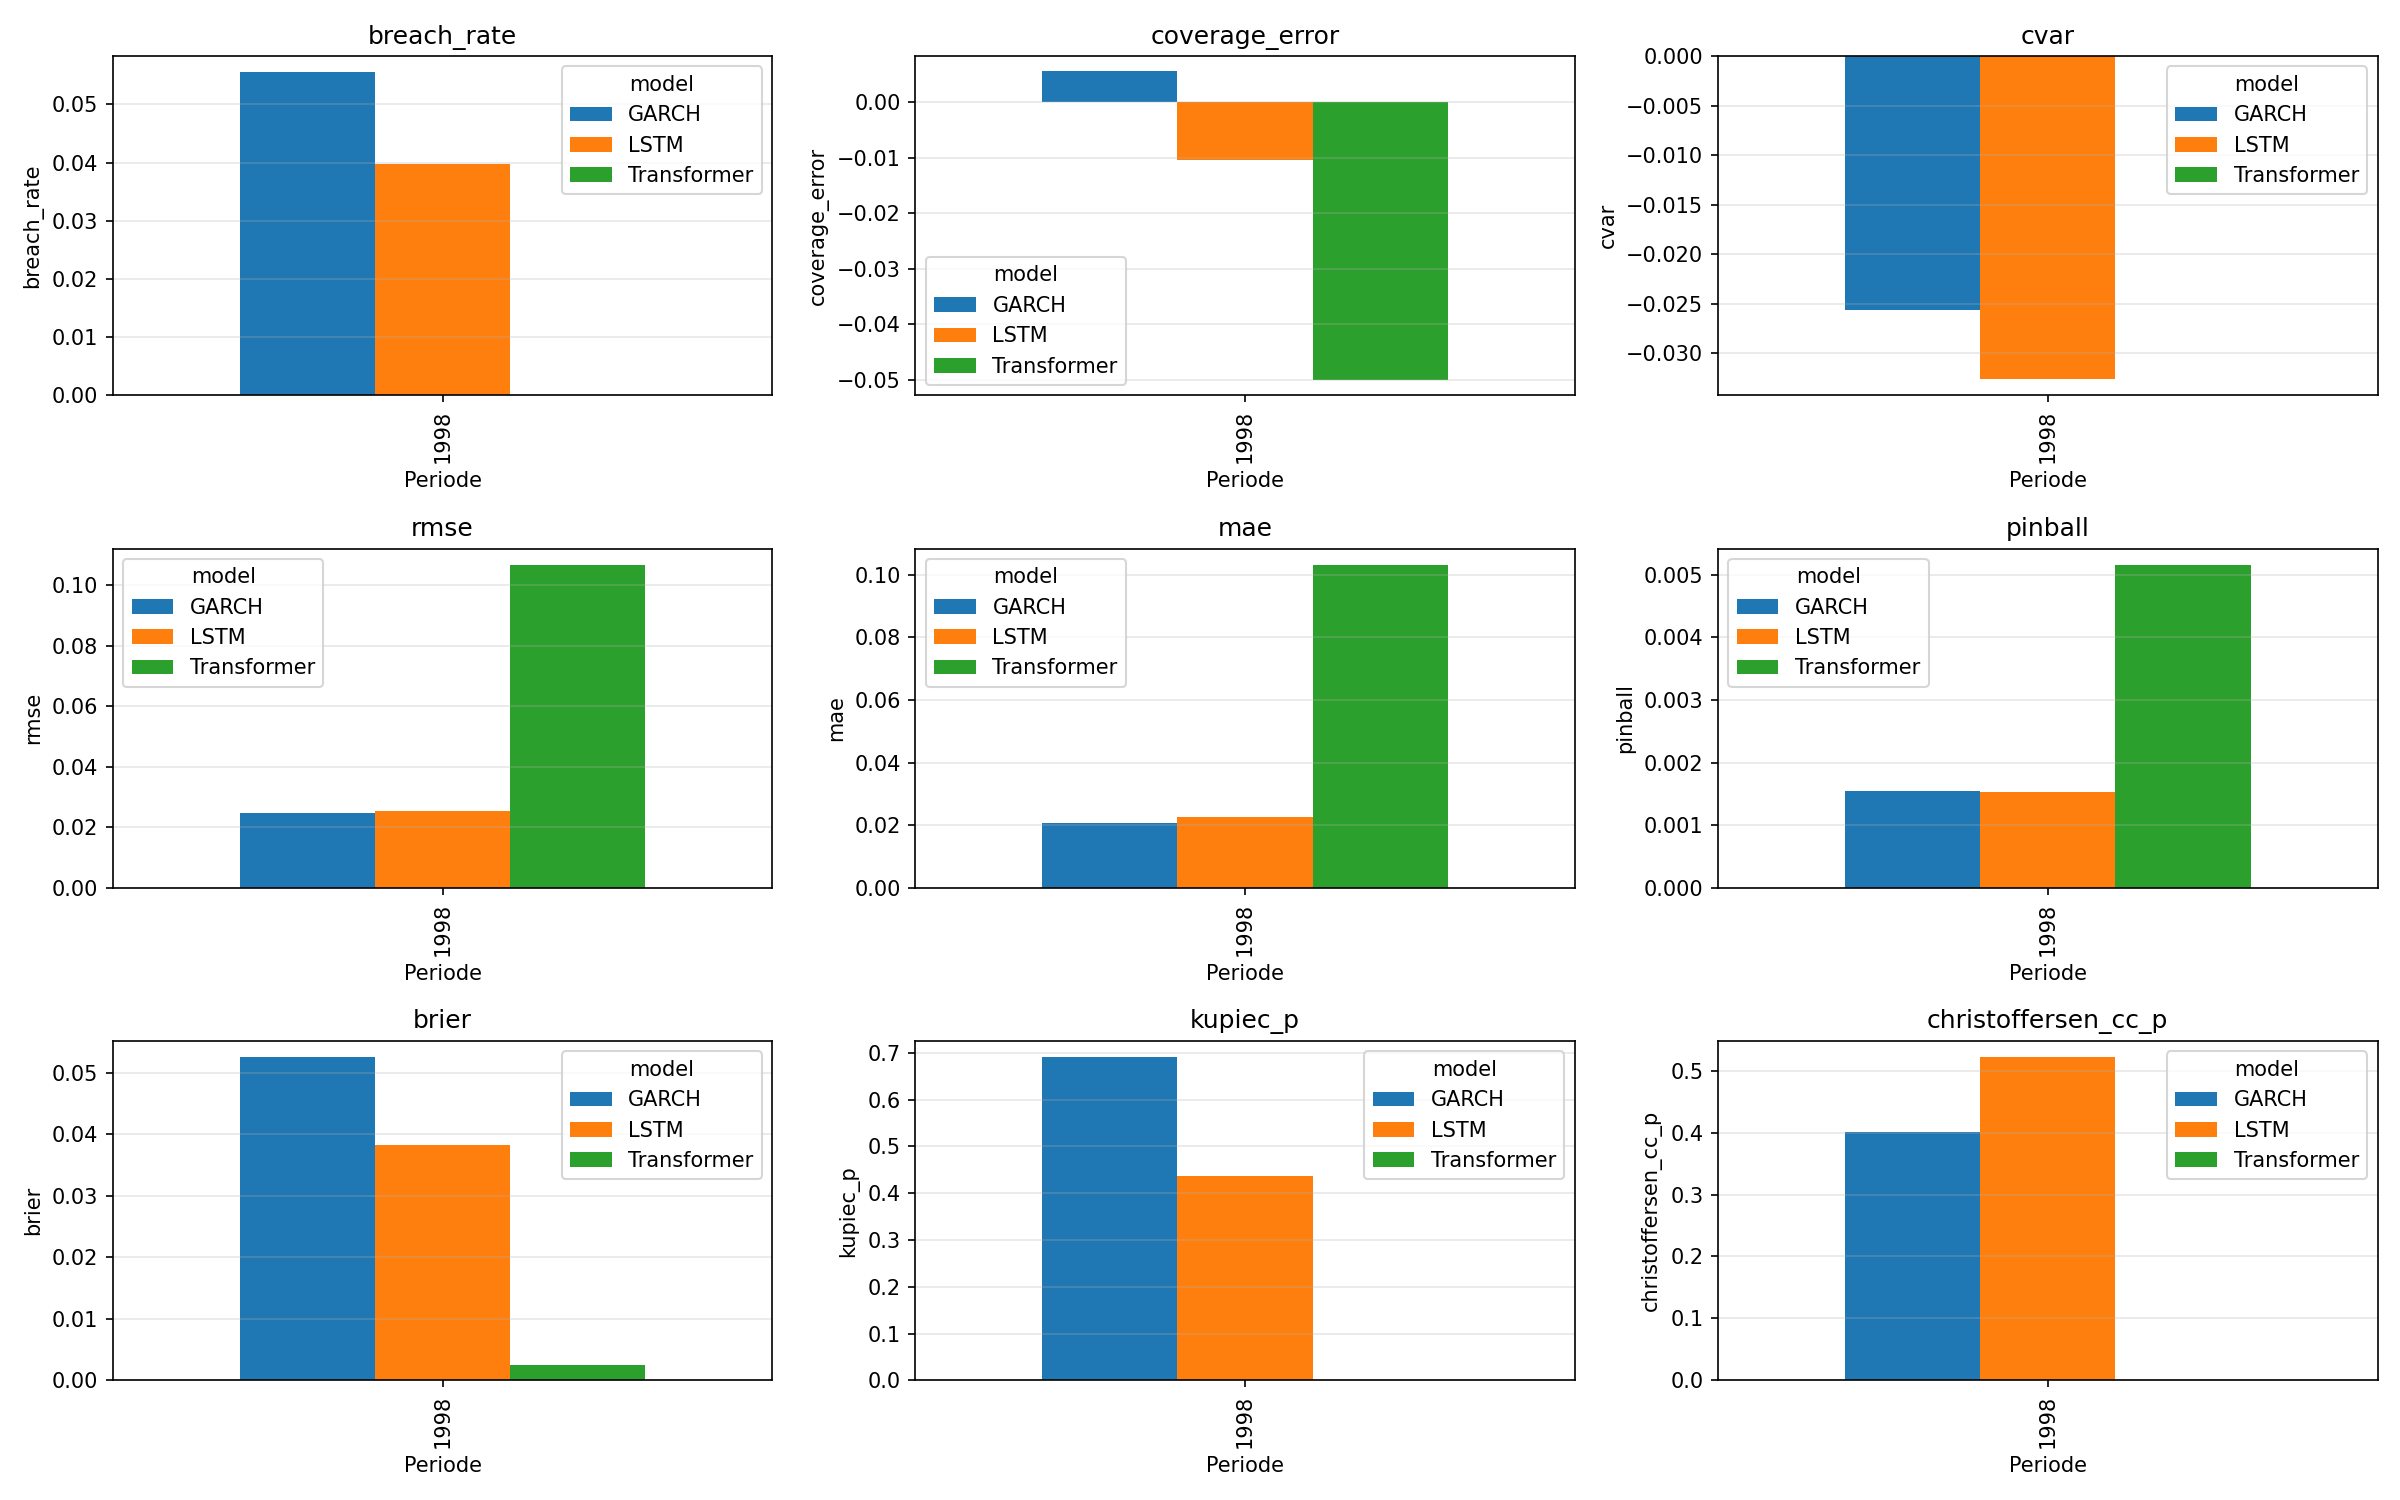 breach_rate
breach_rate
0.05
0.04
0.03
0.02
0.01
0.00
model
GARCH
LSTM
Transformer
1998
Periode
coverage_error
coverage_error
0.00
−0.01
−0.02
−0.03
−0.04
−0.05
model
GARCH
LSTM
Transformer
1998
Periode
cvar
cvar
0.000
−0.005
−0.010
−0.015
−0.020
−0.025
−0.030
model
GARCH
LSTM
Transformer
1998
Periode
rmse
rmse
0.10
0.08
0.06
0.04
0.02
0.00
model
GARCH
LSTM
Transformer
1998
Periode
mae
mae
0.10
0.08
0.06
0.04
0.02
0.00
model
GARCH
LSTM
Transformer
1998
Periode
pinball
pinball
0.005
0.004
0.003
0.002
0.001
0.000
model
GARCH
LSTM
Transformer
1998
Periode
brier
brier
0.05
0.04
0.03
0.02
0.01
0.00
model
GARCH
LSTM
Transformer
1998
Periode
kupiec_p
kupiec_p
0.7
0.6
0.5
0.4
0.3
0.2
0.1
0.0
model
GARCH
LSTM
Transformer
1998
Periode
christoffersen_cc_p
christoffersen_cc_p
0.5
0.4
0.3
0.2
0.1
0.0
model
GARCH
LSTM
Transformer
1998
Periode